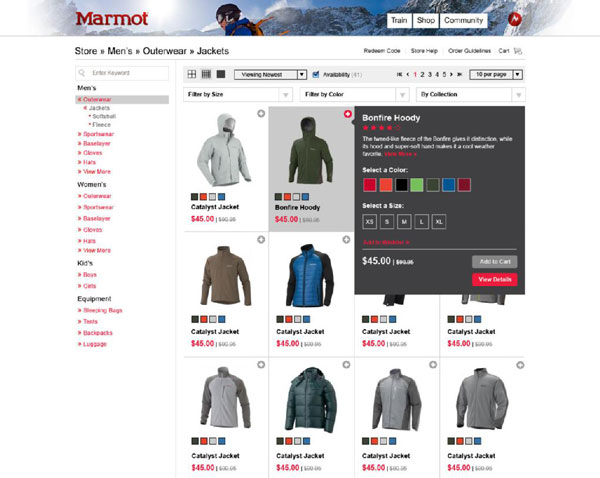 Marmot
Train
Shop
Community
Store » Men's » Outerwear » Jackets
Redeem Code
Store Help
Order Guidelines
Cart
Enter Keyword
Viewing Newest
Availability (41)
1 2 3 4 5
10 per page
Filter by Size
Filter by Color
By Collection
Men's
» Outerwear
Jackets
Softshell
Fleece
» Sportswear
» Baselayer
» Gloves
» Hats
» View More
Women's
» Outerwear
» Sportswear
» Baselayer
» Gloves
» Hats
» View More
Kid's
» Boys
» Girls
Equipment
» Sleeping Bags
» Tents
» Backpacks
» Luggage
Catalyst Jacket
$45.00 | $90.95
Bonfire Hoody
$45.00 | $90.95
Bonfire Hoody
The tweed-like fleece of the Bonfire gives it distinction, while
its hood and super-soft hand makes it a cool weather
favorite. View More »
Select a Color:
Select a Size:
XS S M L XL
Add to Wishlist »
$45.00 | $90.95
Add to Cart
View Details
Catalyst Jacket
$45.00 | $90.95
Catalyst Jacket
$45.00 | $90.95
Catalyst Jacket
$45.00 | $90.95
Catalyst Jacket
$45.00 | $90.95
Catalyst Jacket
$45.00 | $90.95
Catalyst Jacket
$45.00 | $90.95
Catalyst Jacket
$45.00 | $90.95
Catalyst Jacket
$45.00 | $90.95